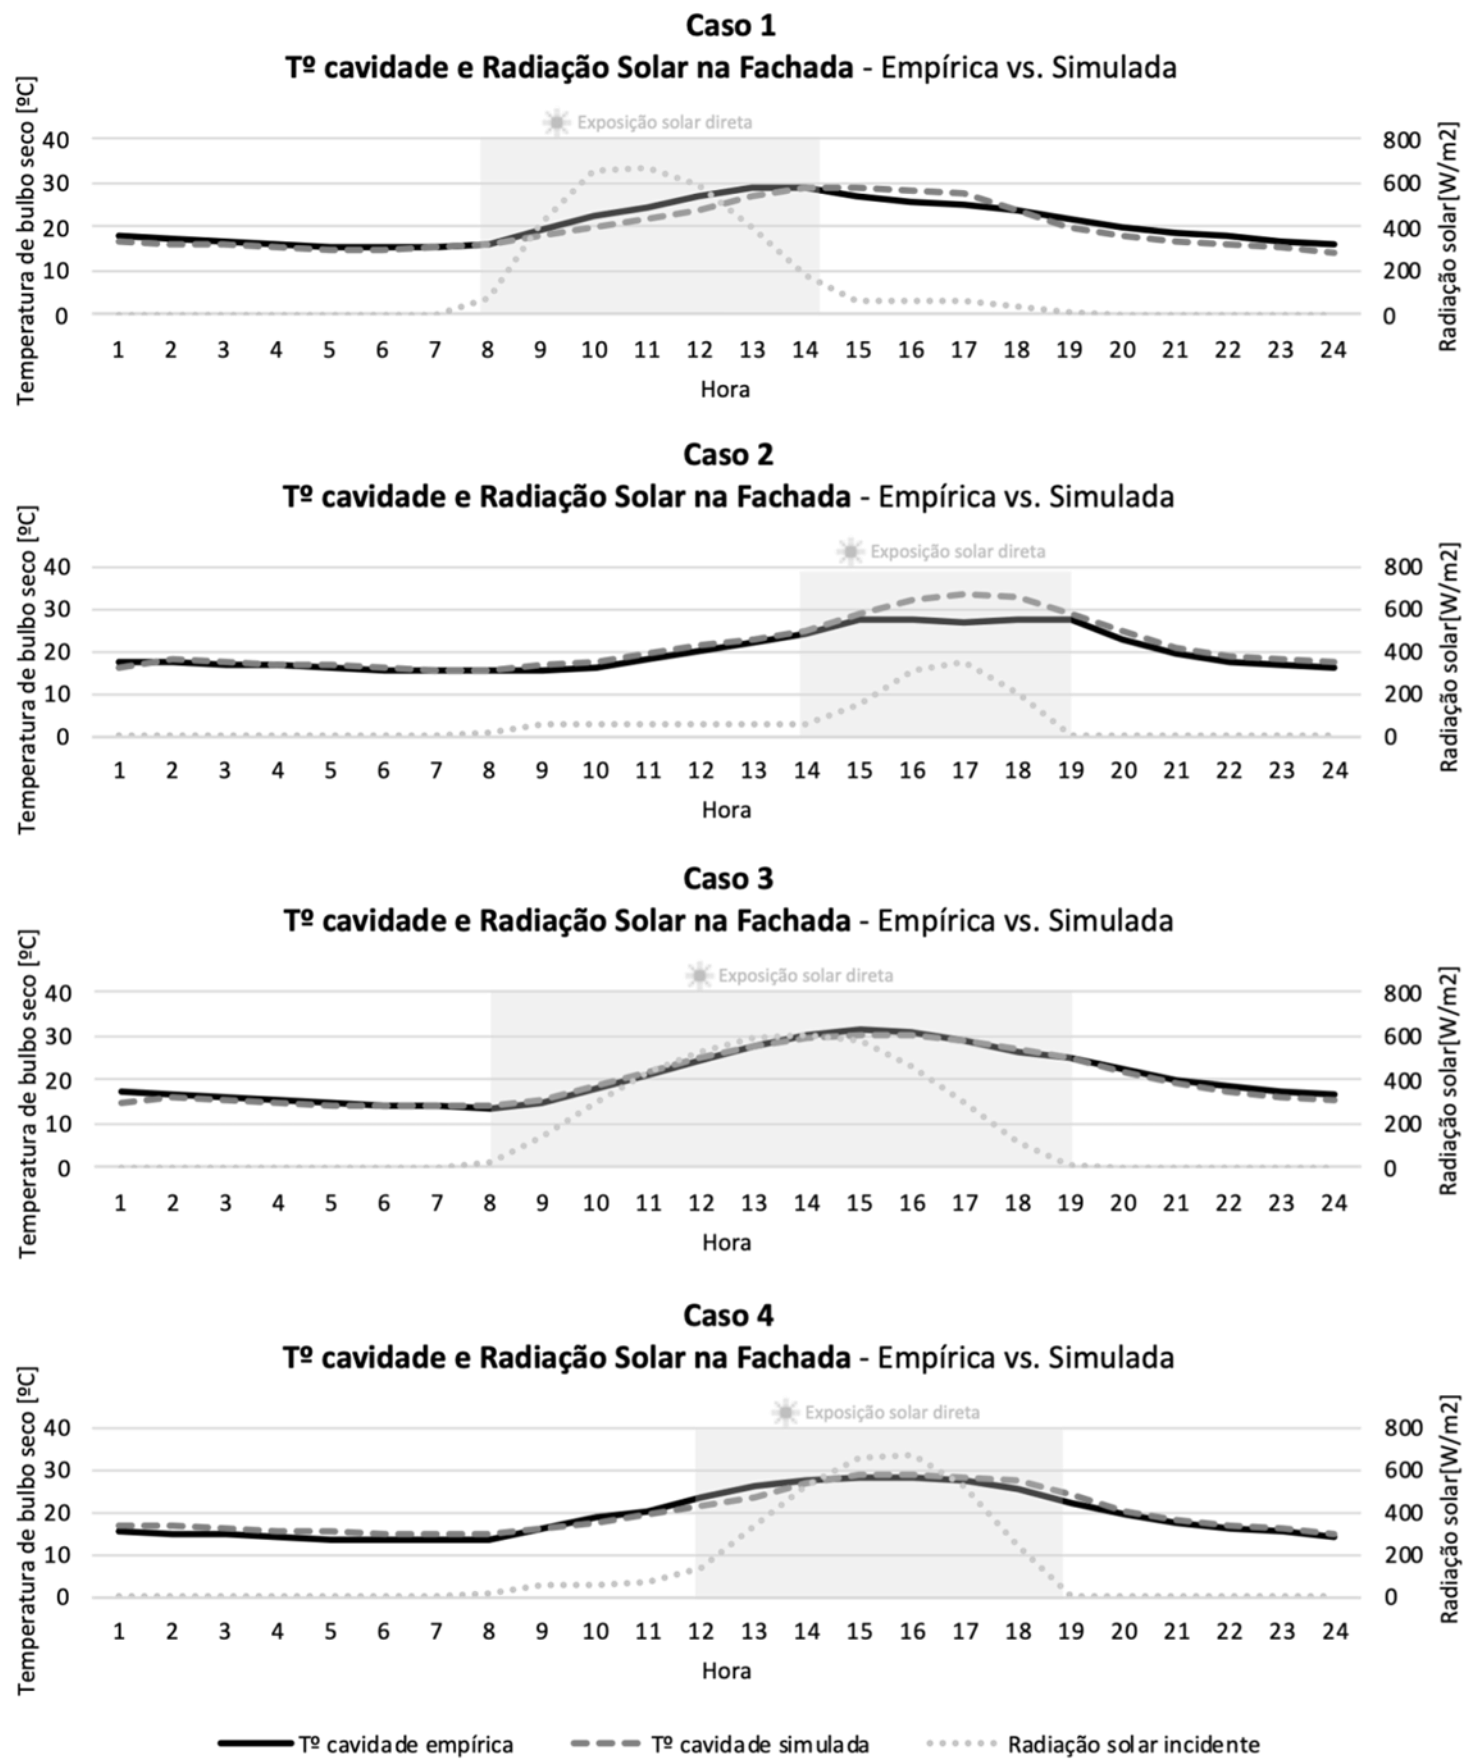 Caso 1
Tº cavidade e Radiação Solar na Fachada - Empírica vs. Simulada
Temperatura de bulbo seco [ºC]
Exposição solar direta
Radiação solar[W/m2]
40 800
30 600
20 400
10 200
0 0
1 2 3 4 5 6 7 8 9 10 11 12 13 14 15 16 17 18 19 20 21 22 23 24
Hora
Caso 2
Tº cavidade e Radiação Solar na Fachada - Empírica vs. Simulada
Temperatura de bulbo seco [ºC]
Exposição solar direta
Radiação solar[W/m2]
40 800
30 600
20 400
10 200
0 0
1 2 3 4 5 6 7 8 9 10 11 12 13 14 15 16 17 18 19 20 21 22 23 24
Hora
Caso 3
Tº cavidade e Radiação Solar na Fachada - Empírica vs. Simulada
Temperatura de bulbo seco [ºC]
Exposição solar direta
Radiação solar[W/m2]
40 800
30 600
20 400
10 200
0 0
1 2 3 4 5 6 7 8 9 10 11 12 13 14 15 16 17 18 19 20 21 22 23 24
Hora
Caso 4
Tº cavidade e Radiação Solar na Fachada - Empírica vs. Simulada
Temperatura de bulbo seco [ºC]
Exposição solar direta
Radiação solar[W/m2]
40 800
30 600
20 400
10 200
0 0
1 2 3 4 5 6 7 8 9 10 11 12 13 14 15 16 17 18 19 20 21 22 23 24
Hora
Tº cavidade empírica Tº cavidade simulada Radiação solar incidente